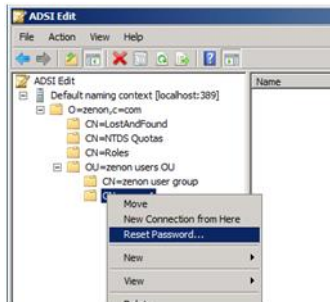 ADSI Edit
File Action View Help
ADSI Edit
Name
Default naming context [localhost:389]
O=zenon,c=com
CN=LostAndFound
CN=NTDS Quotas
CN=Roles
OU=zenon users OU
CN=zenon user group
Move
New Connection from Here
Reset Password...
New
View